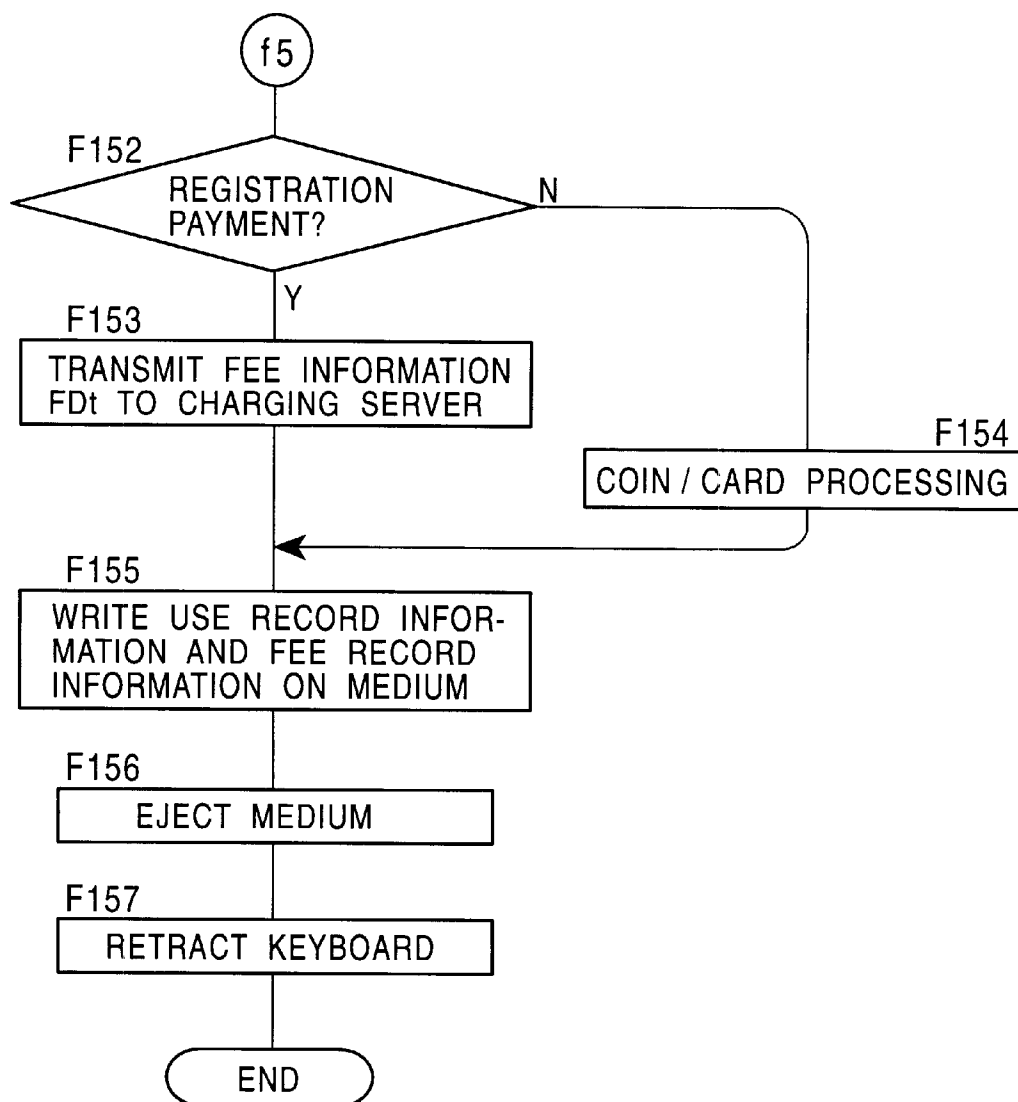 f5
F152
REGISTRATION
PAYMENT?
N
Y
F153
TRANSMIT FEE INFORMATION
FDt TO CHARGING SERVER
F154
COIN / CARD PROCESSING
F155
WRITE USE RECORD INFOR-
MATION AND FEE RECORD
INFORMATION ON MEDIUM
F156
EJECT MEDIUM
F157
RETRACT KEYBOARD
END